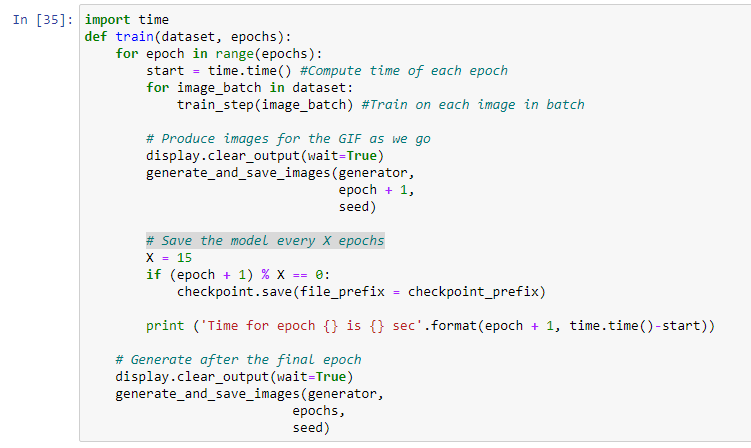 In [35]: import time
def train(dataset, epochs):
    for epoch in range(epochs):
        start = time.time() #Compute time of each epoch
        for image_batch in dataset:
            train_step(image_batch) #Train on each image in batch

        # Produce images for the GIF as we go
        display.clear_output(wait=True)
        generate_and_save_images(generator,
                                 epoch + 1,
                                 seed)

        # Save the model every X epochs
        X = 15
        if (epoch + 1) % X == 0:
            checkpoint.save(file_prefix = checkpoint_prefix)

        print ('Time for epoch {} is {} sec'.format(epoch + 1, time.time()-start))

    # Generate after the final epoch
    display.clear_output(wait=True)
    generate_and_save_images(generator,
                           epochs,
                           seed)